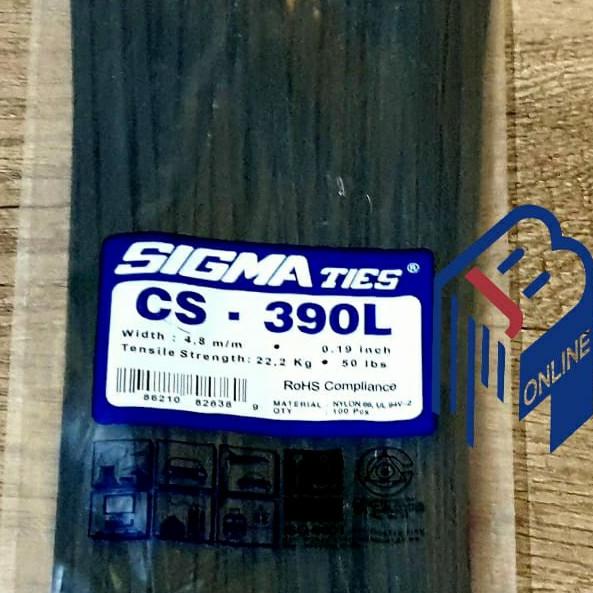 SIGMA TIES®
CS - 390L
Width : 4,8 m/m • 0.19 inch
Tensile Strength: 22,2 Kg • 50 lbs
RoHS Compliance
86210 82838 9
MATERIAL : NYLON 66, UL 94V-2
QTY : 100 Pcs
ONLINE